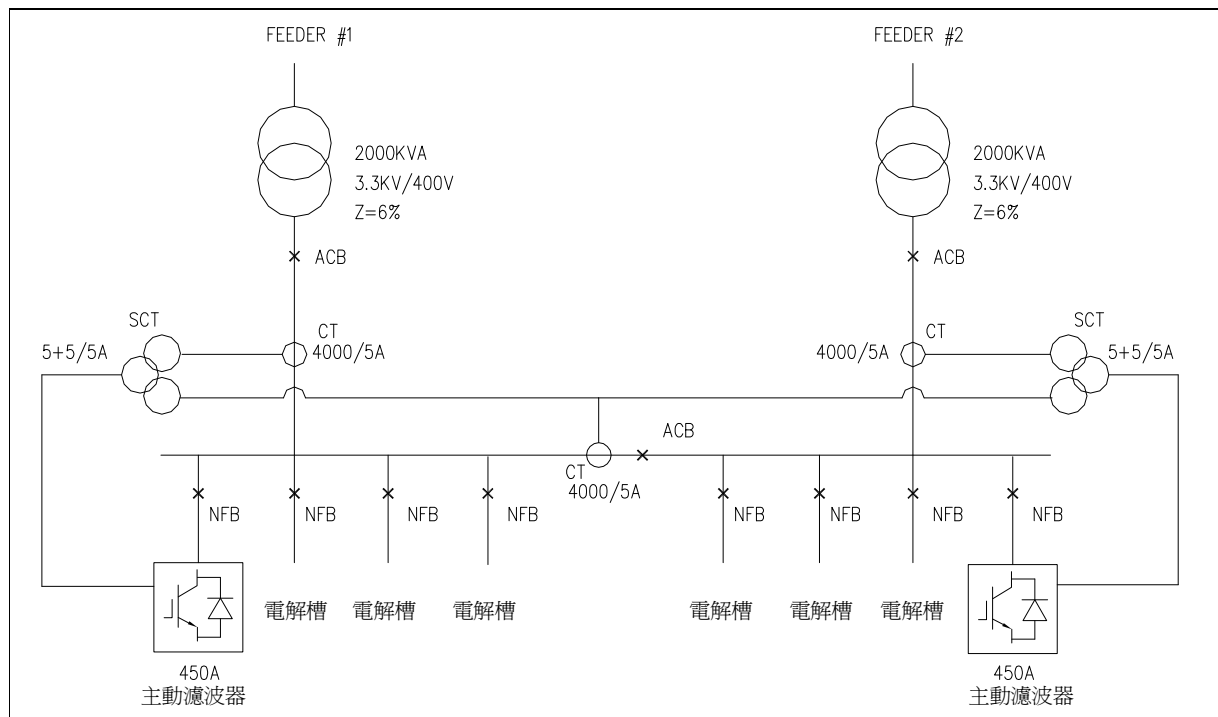 FEEDER #1
FEEDER #2
2000KVA
3.3KV/400V
Z=6%
2000KVA
3.3KV/400V
Z=6%
ACB
ACB
SCT
5+5/5A
CT
4000/5A
CT
4000/5A
SCT
5+5/5A
ACB
CT
4000/5A
NFB
NFB
NFB
NFB
NFB
NFB
NFB
NFB
電解槽
電解槽
電解槽
電解槽
電解槽
電解槽
450A
主動濾波器
450A
主動濾波器